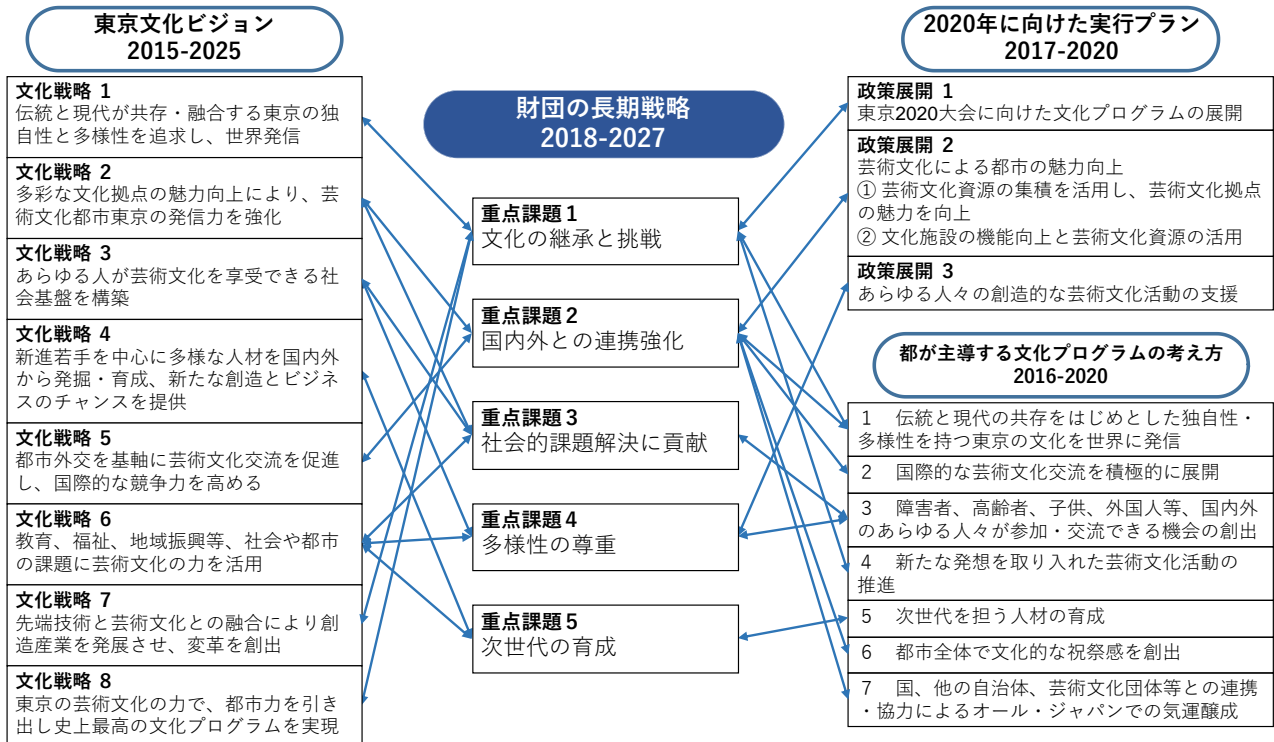 東京文化ビジョン
2015-2025
文化戦略 1
伝統と現代が共存・融合する東京の独
自性と多様性を追求し、世界発信
文化戦略 2
多彩な文化拠点の魅力向上により、芸
術文化都市東京の発信力を強化
文化戦略 3
あらゆる人が芸術文化を享受できる社
会基盤を構築
文化戦略 4
新進若手を中心に多様な人材を国内外
から発掘・育成、新たな創造とビジネ
スのチャンスを提供
文化戦略 5
都市外交を基軸に芸術文化交流を促進
し、国際的な競争力を高める
文化戦略 6
教育、福祉、地域振興等、社会や都市
の課題に芸術文化の力を活用
文化戦略 7
先端技術と芸術文化との融合により創
造産業を発展させ、変革を創出
文化戦略 8
東京の芸術文化の力で、都市力を引き
出し史上最高の文化プログラムを実現
財団の長期戦略
2018-2027
重点課題1
文化の継承と挑戦
重点課題2
国内外との連携強化
重点課題3
社会的課題解決に貢献
重点課題4
多様性の尊重
重点課題5
次世代の育成
2020年に向けた実行プラン
2017-2020
政策展開 1
東京2020大会に向けた文化プログラムの展開
政策展開 2
芸術文化による都市の魅力向上
① 芸術文化資源の集積を活用し、芸術文化拠点
の魅力を向上
② 文化施設の機能向上と芸術文化資源の活用
政策展開 3
あらゆる人々の創造的な芸術文化活動の支援
都が主導する文化プログラムの考え方
2016-2020
1 伝統と現代の共存をはじめとした独自性・
多様性を持つ東京の文化を世界に発信
2 国際的な芸術文化交流を積極的に展開
3 障害者、高齢者、子供、外国人等、国内外
のあらゆる人々が参加・交流できる機会の創出
4 新たな発想を取り入れた芸術文化活動の
推進
5 次世代を担う人材の育成
6 都市全体で文化的な祝祭感を創出
7 国、他の自治体、芸術文化団体等との連携
・協力によるオール・ジャパンでの気運醸成